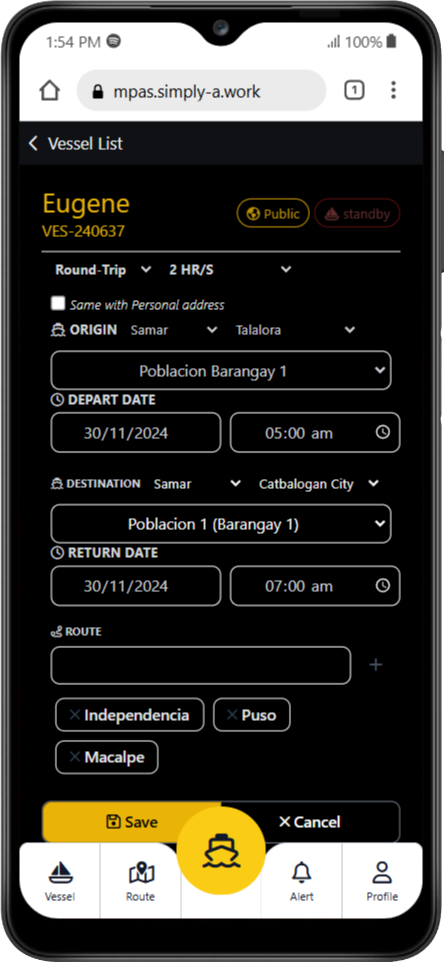 1:54 PM 100%
mpas.simply-a.work 1
Vessel List
Eugene
Public standby
VES-240637
Round-Trip 2 HR/S
Same with Personal address
ORIGIN Samar Talalora
Poblacion Barangay 1
DEPART DATE
30/11/2024 05:00 am
DESTINATION Samar Catbalogan City
Poblacion 1 (Barangay 1)
RETURN DATE
30/11/2024 07:00 am
ROUTE
+
× Independencia × Puso
× Macalpe
Save × Cancel
Vessel Route Alert Profile